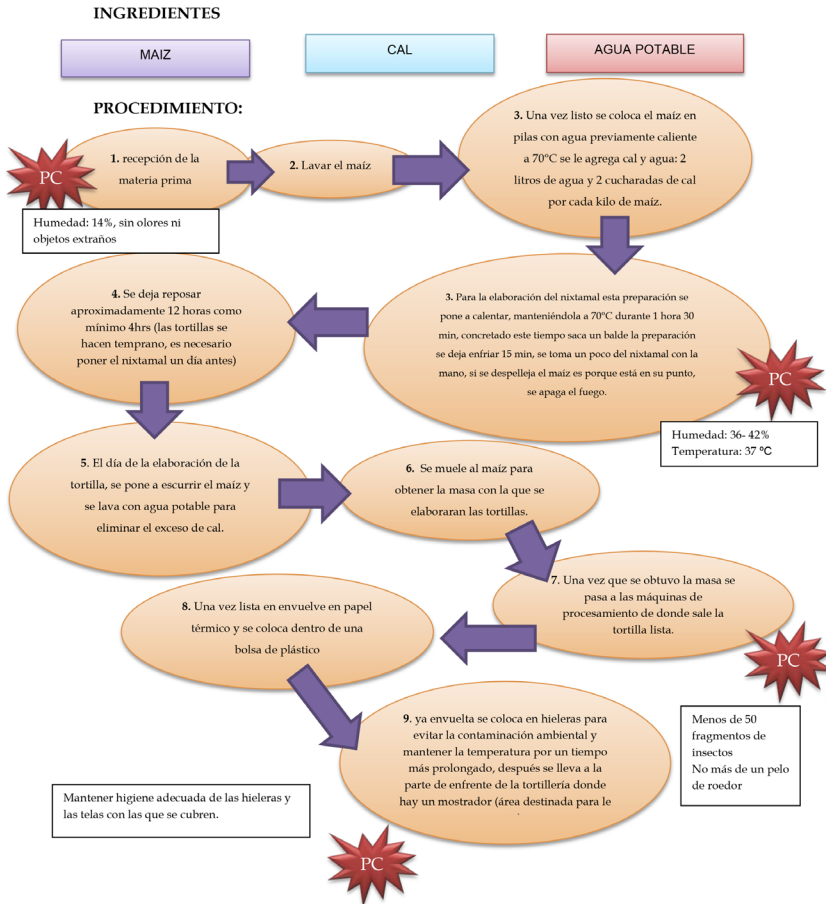 INGREDIENTES
MAIZ
CAL
AGUA POTABLE
PROCEDIMIENTO:
PC
1. recepción de la
materia prima
Humedad: 14%, sin olores ni
objetos extraños
2. Lavar el maíz
3. Una vez listo se coloca el maíz en
pilas con agua previamente caliente
a 70°C se le agrega cal y agua: 2
litros de agua y 2 cucharadas de cal
por cada kilo de maíz.
3. Para la elaboración del nixtamal esta preparación se
pone a calentar, manteniéndola a 70°C durante 1 hora 30
min, concretado este tiempo saca un balde la preparación
se deja enfriar 15 min, se toma un poco del nixtamal con la
mano, si se despelleja el maíz es porque está en su punto,
se apaga el fuego.
PC
Humedad: 36- 42%
Temperatura: 37 ºC
4. Se deja reposar
aproximadamente 12 horas como
mínimo 4hrs (las tortillas se
hacen temprano, es necesario
poner el nixtamal un día antes)
5. El día de la elaboración de la
tortilla, se pone a escurrir el maíz y
se lava con agua potable para
eliminar el exceso de cal.
6. Se muele al maíz para
obtener la masa con la que se
elaboraran las tortillas.
7. Una vez que se obtuvo la masa se
pasa a las máquinas de
procesamiento de donde sale la
tortilla lista.
PC
Menos de 50
fragmentos de
insectos
No más de un pelo
de roedor
8. Una vez lista en envuelve en papel
térmico y se coloca dentro de una
bolsa de plástico
9. ya envuelta se coloca en hieleras para
evitar la contaminación ambiental y
mantener la temperatura por un tiempo
más prolongado, después se lleva a la
parte de enfrente de la tortillería donde
hay un mostrador (área destinada para le
Mantener higiene adecuada de las hieleras y
las telas con las que se cubren.
PC